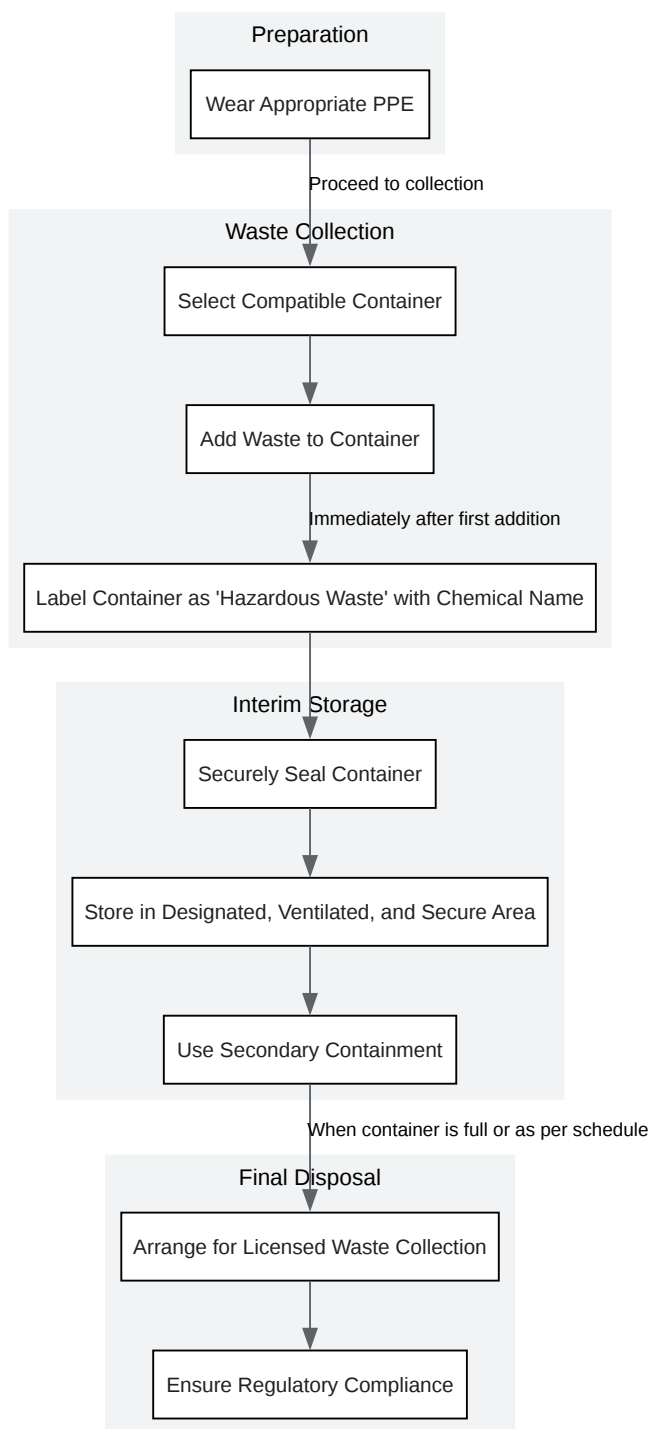 Preparation
Wear Appropriate PPE
Proceed to collection
Waste Collection
Select Compatible Container
Add Waste to Container
Immediately after first addition
Label Container as 'Hazardous Waste' with Chemical Name
Interim Storage
Securely Seal Container
Store in Designated, Ventilated, and Secure Area
Use Secondary Containment
When container is full or as per schedule
Final Disposal
Arrange for Licensed Waste Collection
Ensure Regulatory Compliance